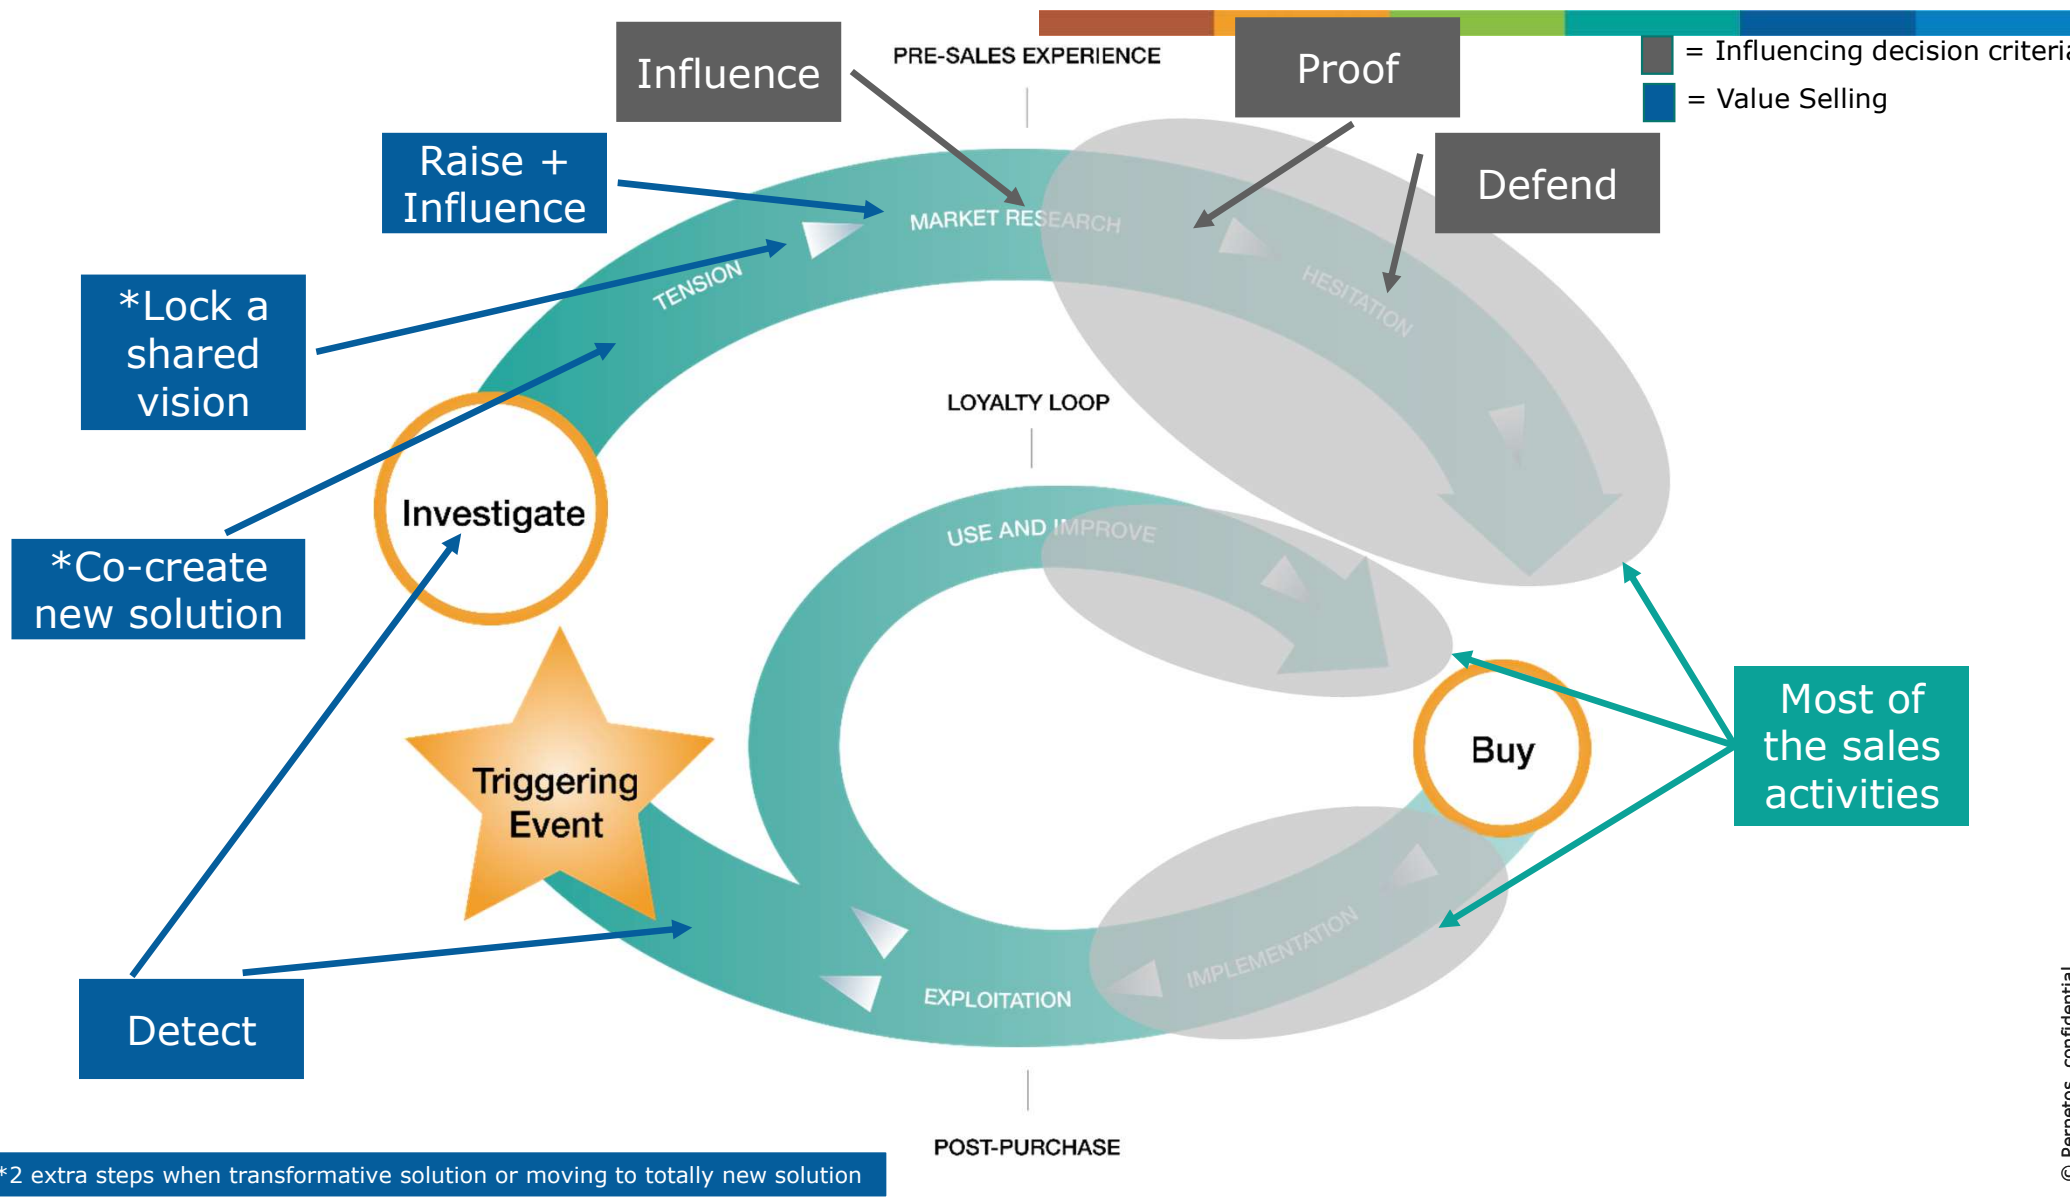 PRE-SALES EXPERIENCE
Influence
Proof
= Influencing decision criteria
= Value Selling
Raise +
Influence
Defend
MARKET RESEARCH
TENSION
HESITATION
*Lock a
shared
vision
LOYALTY LOOP
Investigate
USE AND IMPROVE
*Co-create
new solution
Most of
the sales
activities
Buy
Triggering
Event
IMPLEMENTATION
EXPLOITATION
Detect
POST-PURCHASE
*2 extra steps when transformative solution or moving to totally new solution
© Perpetos, confidential